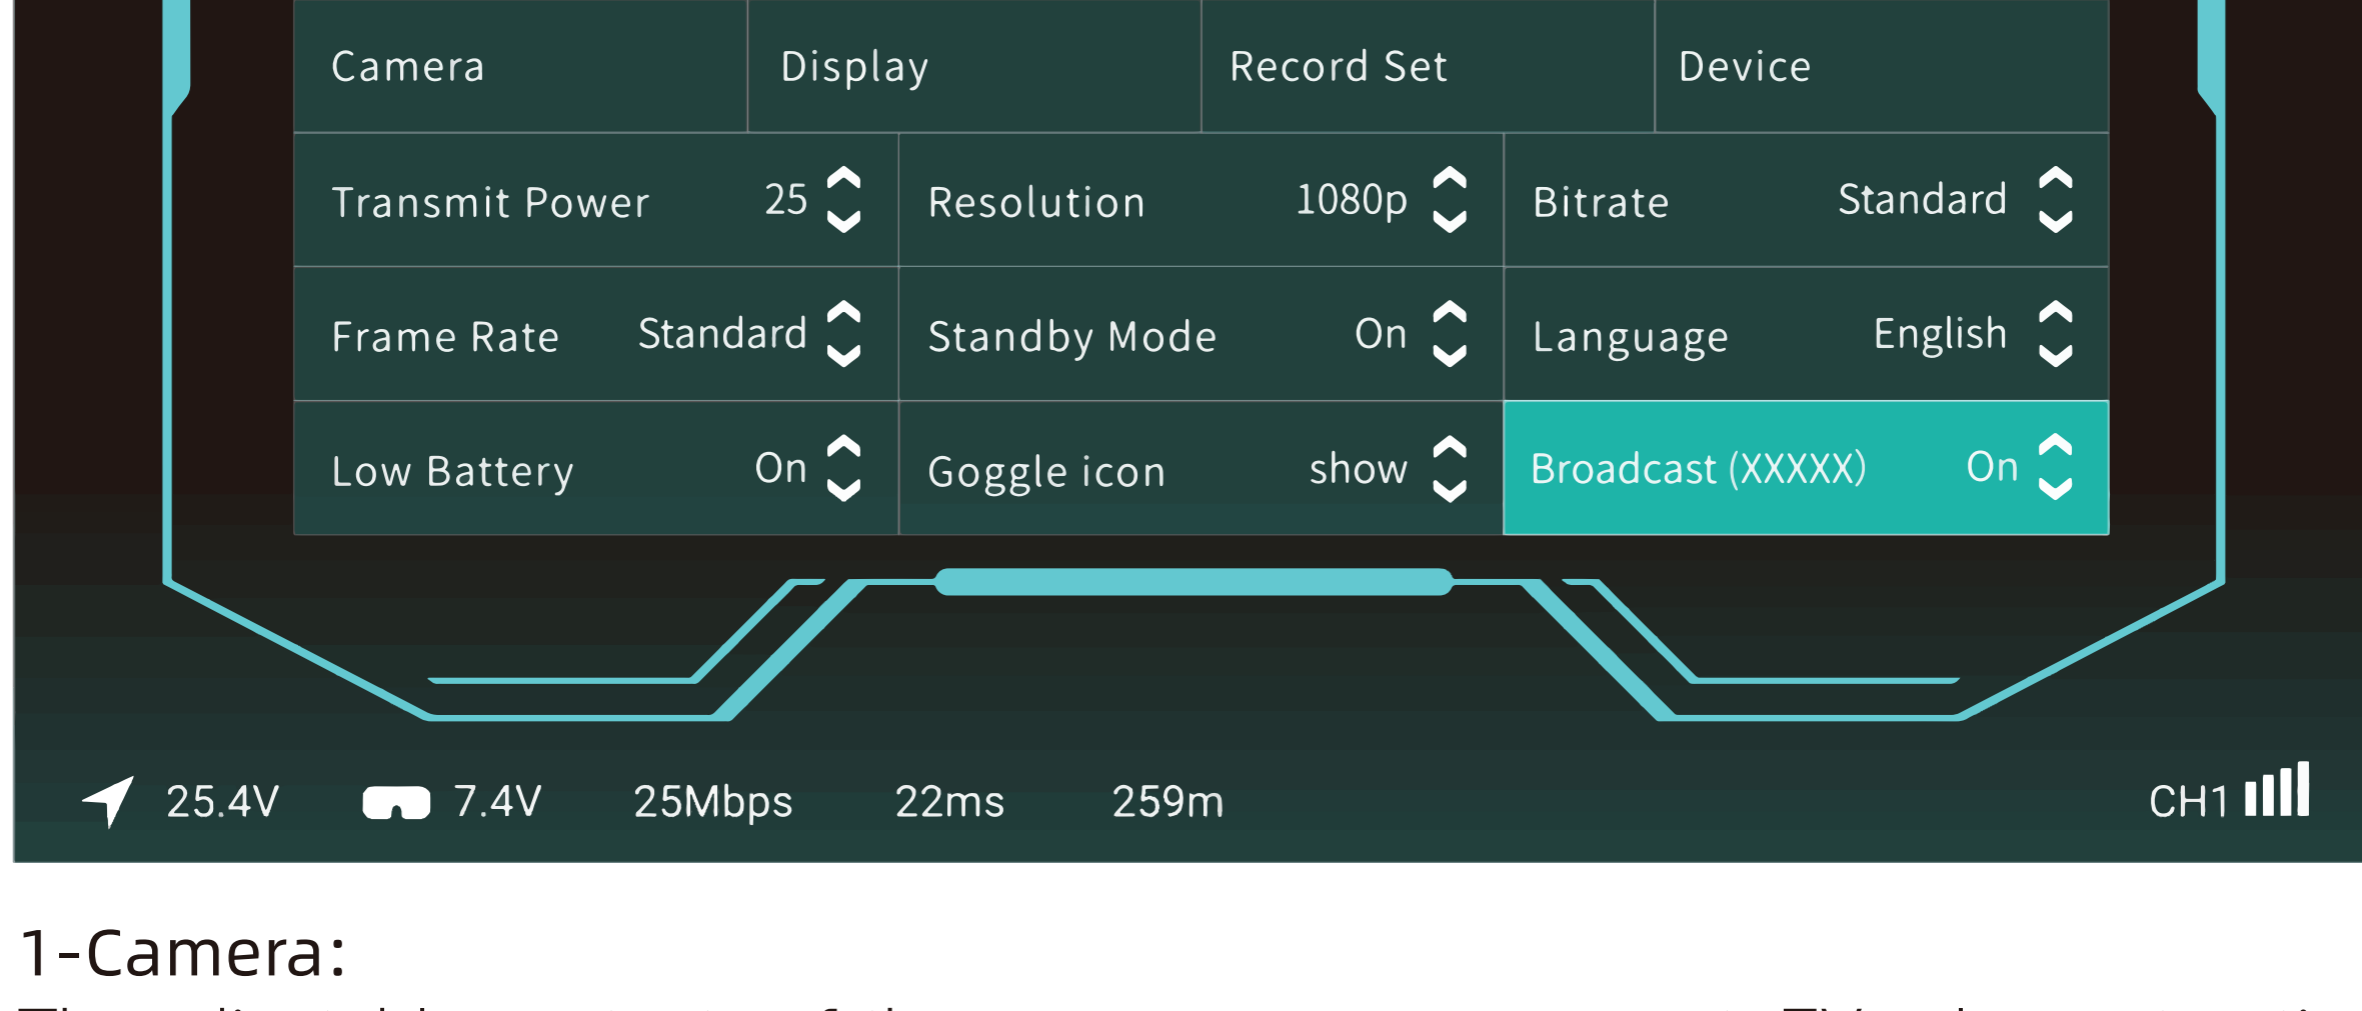 Camera Display Record Set Device
Transmit Power 25 Resolution 1080p Bitrate Standard
Frame Rate Standard Standby Mode On Language English
Low Battery On Goggle icon show Broadcast (XXXXX) On
25.4V 7.4V 25Mbps 22ms 259m CH1
1-Camera: